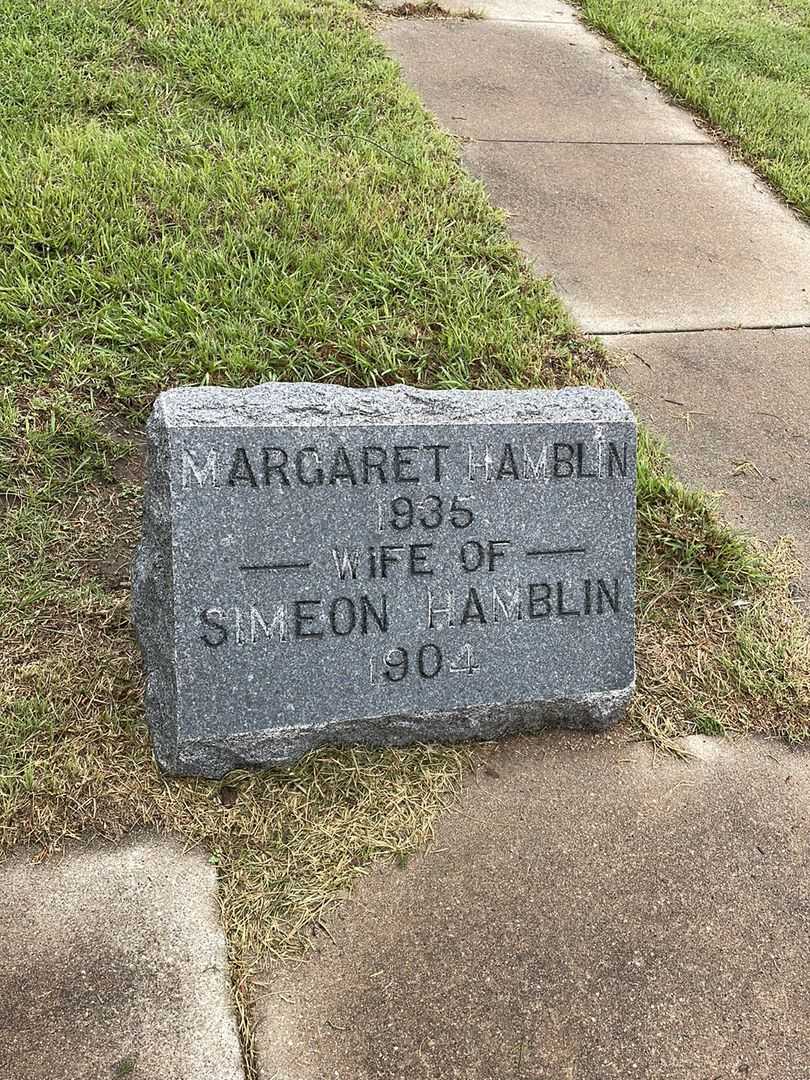 MARGARET HAMBLIN
1935
— WIFE OF —
SIMEON HAMBLIN
1904